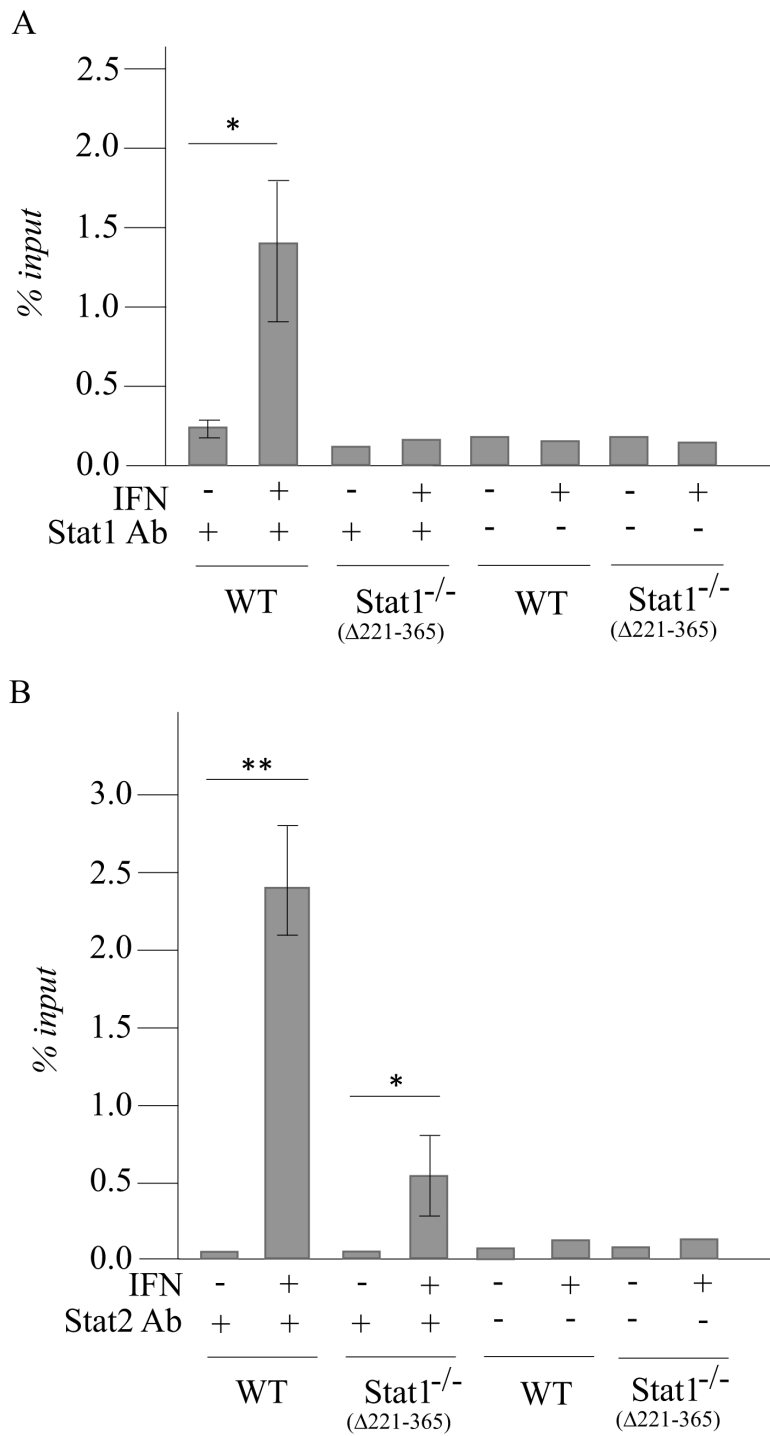 A
2.5
*
2.0
% input
1.5
1.0
0.5
0.0
IFN - + - + - + - +
Stat1 Ab + + + + - - - -
WT Stat1-/- WT Stat1-/-
(Δ221-365) (Δ221-365)
B
**
3.0
2.5
2.0
% input
1.5
*
1.0
0.5
0.0
IFN - + - + - + - +
Stat2 Ab + + + + - - - -
WT Stat1-/- WT Stat1-/-
(Δ221-365) (Δ221-365)